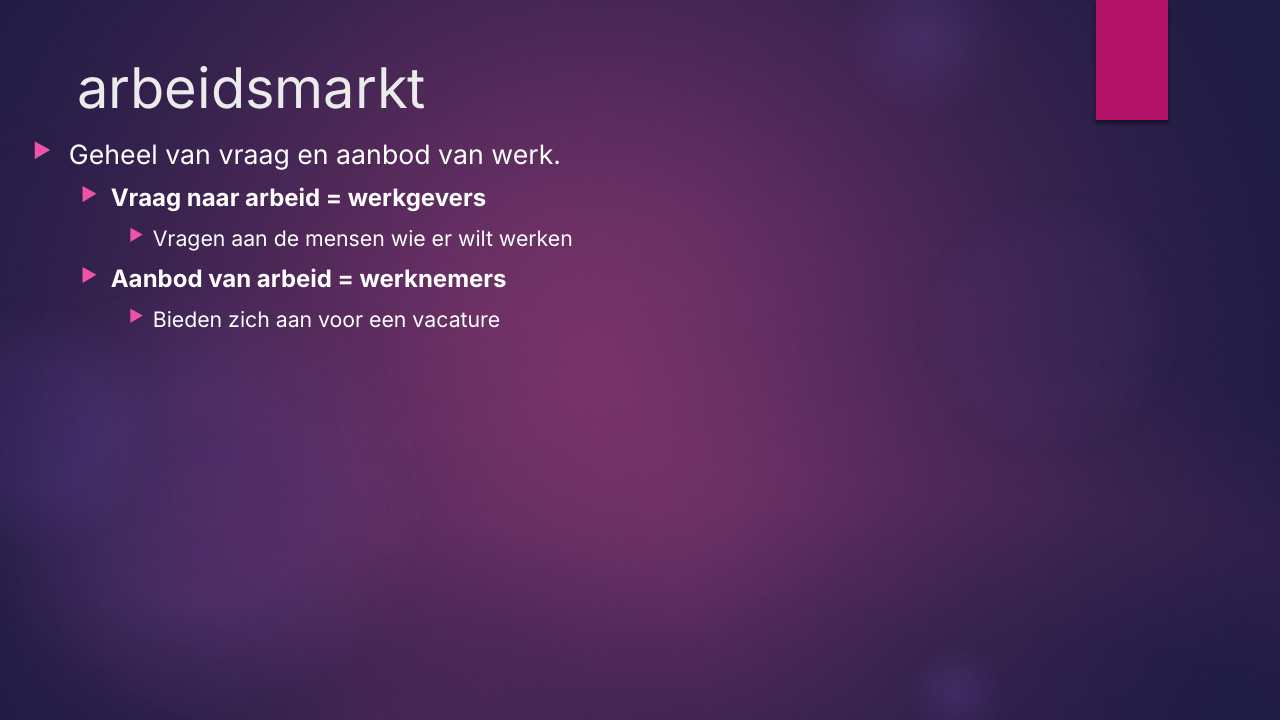 arbeidsmarkt
Geheel van vraag en aanbod van werk.
Vraag naar arbeid = werkgevers
Vragen aan de mensen wie er wilt werken
Aanbod van arbeid = werknemers
Bieden zich aan voor een vacature